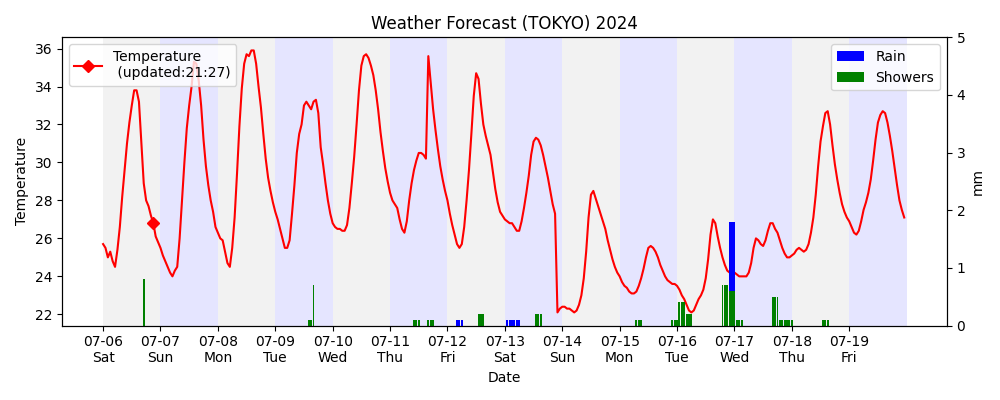 Weather Forecast (TOKYO) 2024
Temperature
(updated:21:27)
Rain
Showers
36
34
32
30
28
26
24
22
Temperature
5
4
3
2
1
0
mm
07-06 07-07 07-08 07-09 07-10 07-11 07-12 07-13 07-14 07-15 07-16 07-17 07-18 07-19
Sat Sun Mon Tue Wed Thu Fri Sat Sun Mon Tue Wed Thu Fri
Date